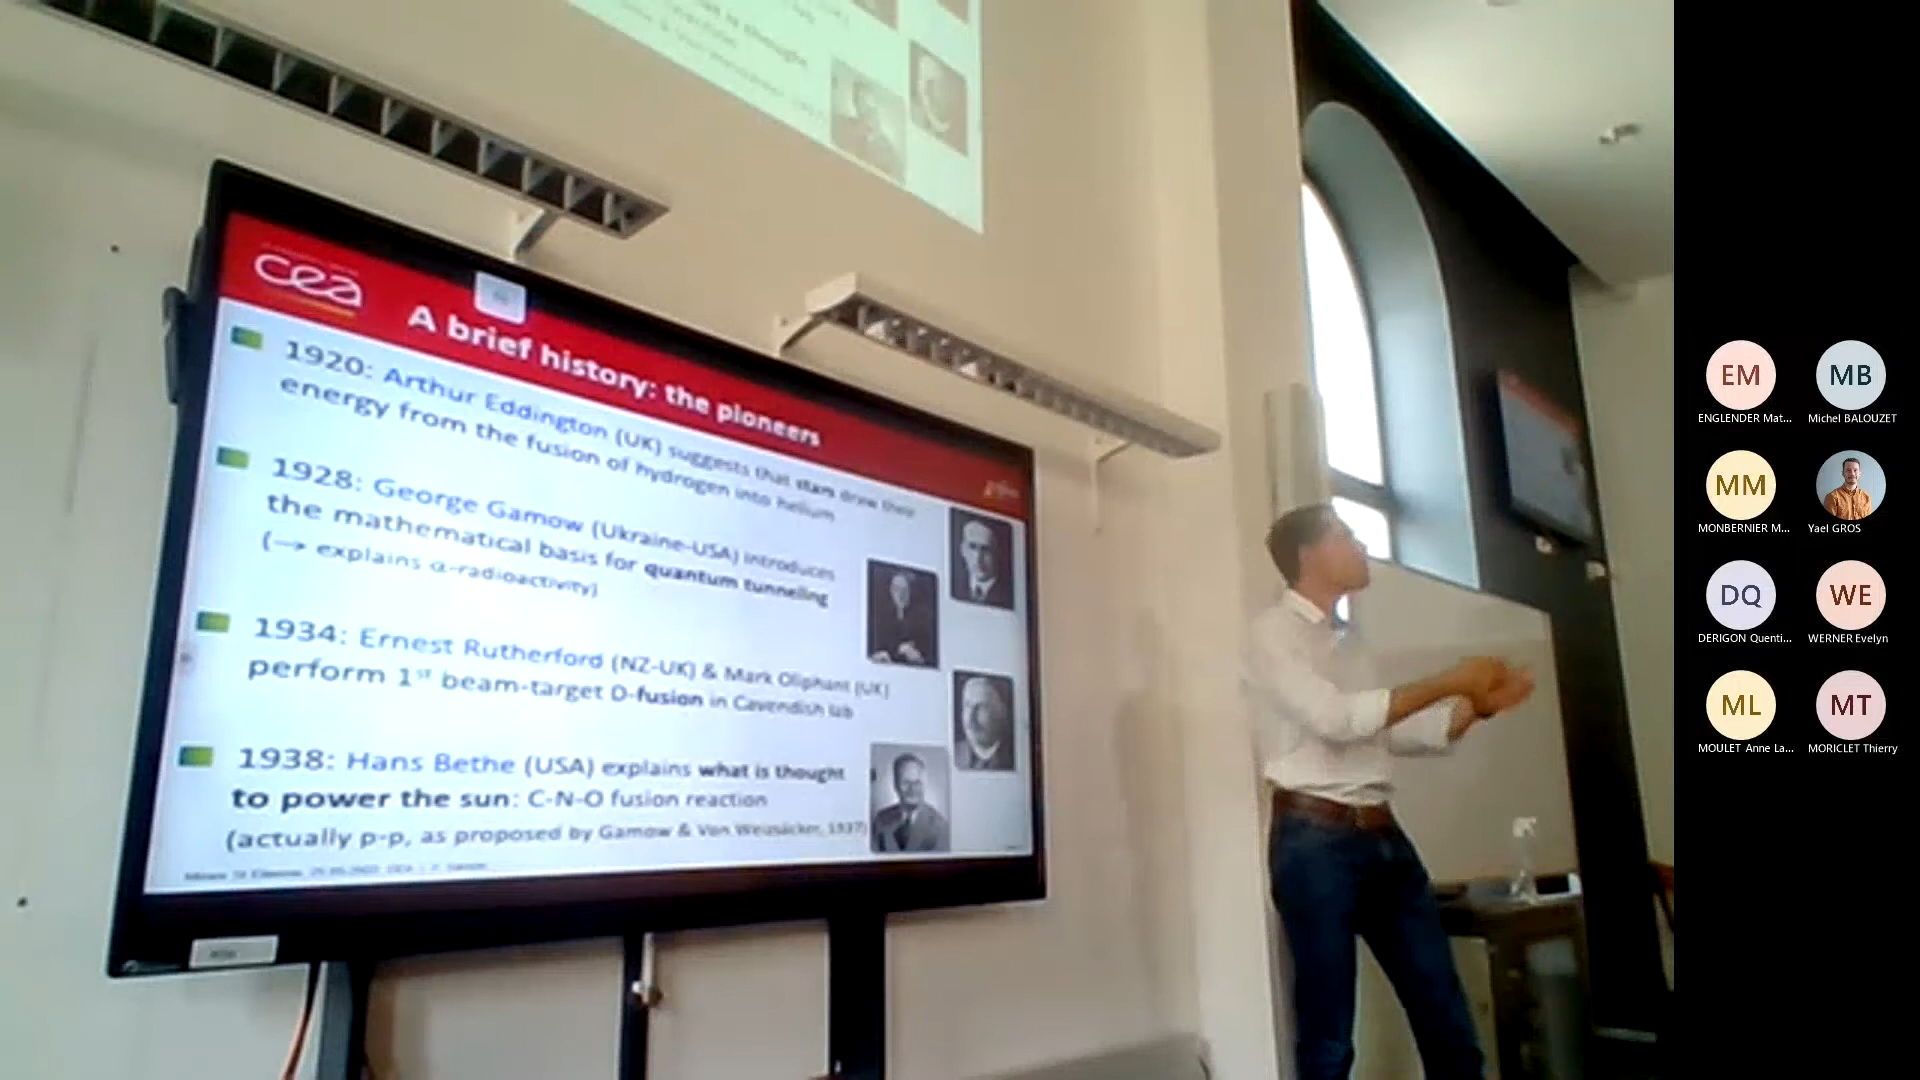 cea
A brief history: the pioneers
1920: Arthur Eddington (UK) suggests that stars draw their
energy from the fusion of hydrogen into helium
1928: George Gamow (Ukraine-USA) introduces
the mathematical basis for quantum tunneling
(→ explains α-radioactivity)
1934: Ernest Rutherford (NZ-UK) & Mark Oliphant (UK)
perform 1st beam-target D-fusion in Cavendish lab
1938: Hans Bethe (USA) explains what is thought
to power the sun: C-N-O fusion reaction
(actually p-p, as proposed by Gamow & Von Weizsäcker, 1937)
EM
MB
ENGLENDER Mat...
Michel BALOUZET
MM
MONBERNIER M...
Yael GROS
DQ
WE
DERIGON Quenti...
WERNER Evelyn
ML
MT
MOULET Anne La...
MORICLET Thierry